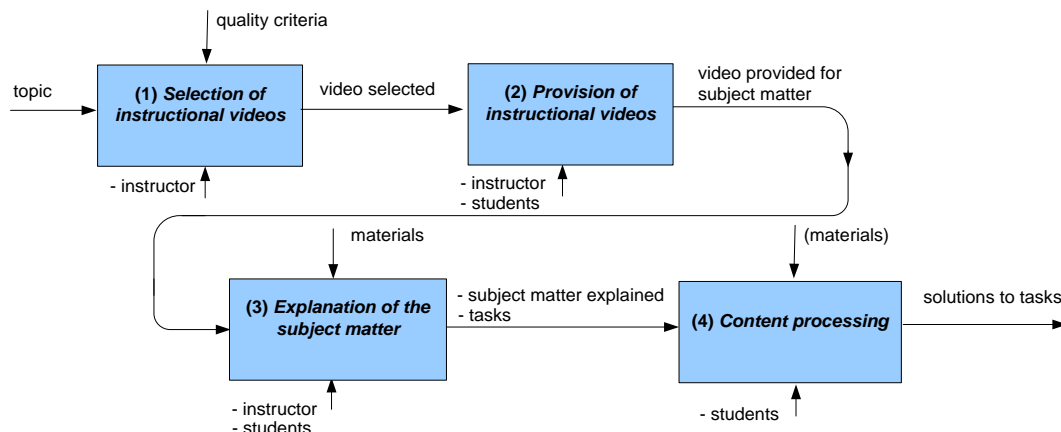 quality criteria
topic
(1) Selection of
instructional videos
video selected
(2) Provision of
instructional videos
video provided for
subject matter
- instructor
- instructor
- students
materials
(materials)
(3) Explanation of the
subject matter
- subject matter explained
- tasks
(4) Content processing
solutions to tasks
- instructor
- students
- students